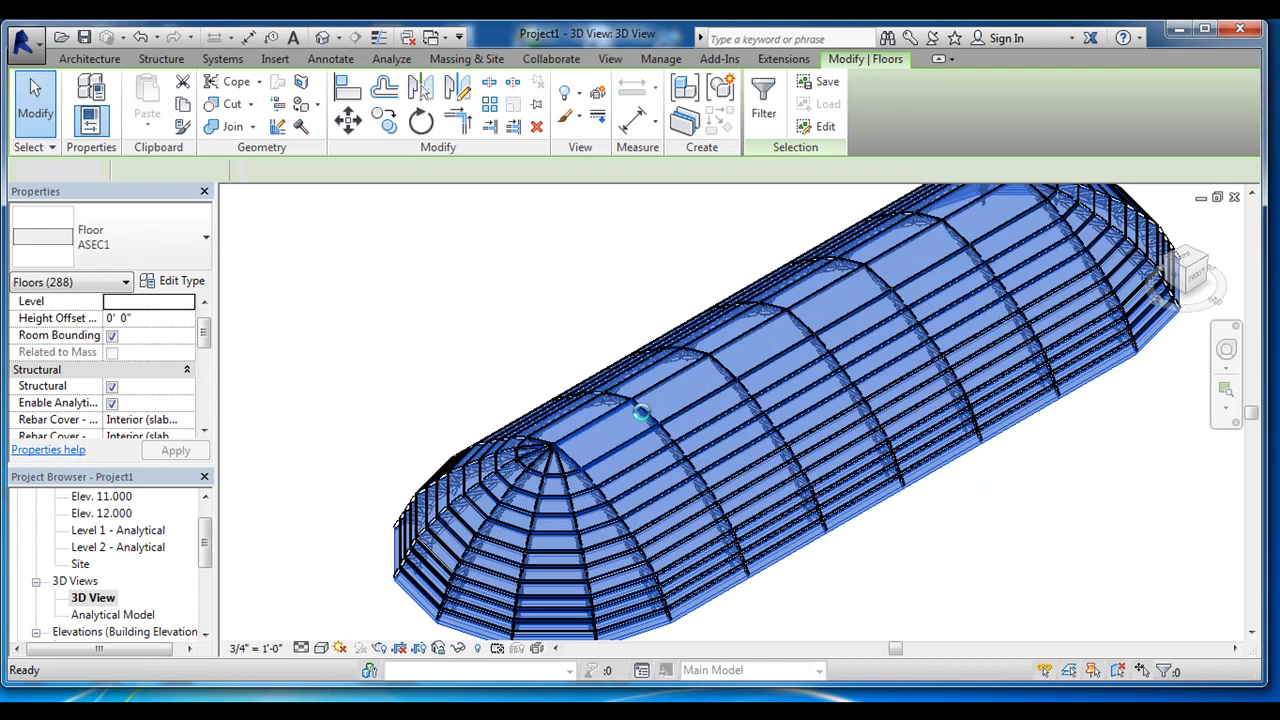 Project1 - 3D View: 3D View
Type a keyword or phrase
Sign In
Architecture Structure Systems Insert Annotate Analyze Massing & Site Collaborate View Manage Add-Ins Extensions Modify | Floors
Modify
Paste
Cope
Cut
Join
Filter
Save
Load
Edit
Select Properties Clipboard Geometry Modify View Measure Create Selection
Properties
Floor
ASEC1
Floors (288)
Edit Type
Level
Height Offset ... 0' 0"
Room Bounding
Related to Mass
Structural
Structural
Enable Analyti...
Rebar Cover - ... Interior (slab ...
Rebar Cover - ... Interior (slab
Properties help
Apply
Project Browser - Project1
Elev. 11.000
Elev. 12.000
Level 1 - Analytical
Level 2 - Analytical
Site
3D Views
3D View
Analytical Model
Elevations (Building Elevation
3/4" = 1'-0"
Ready
:0
Main Model
:0